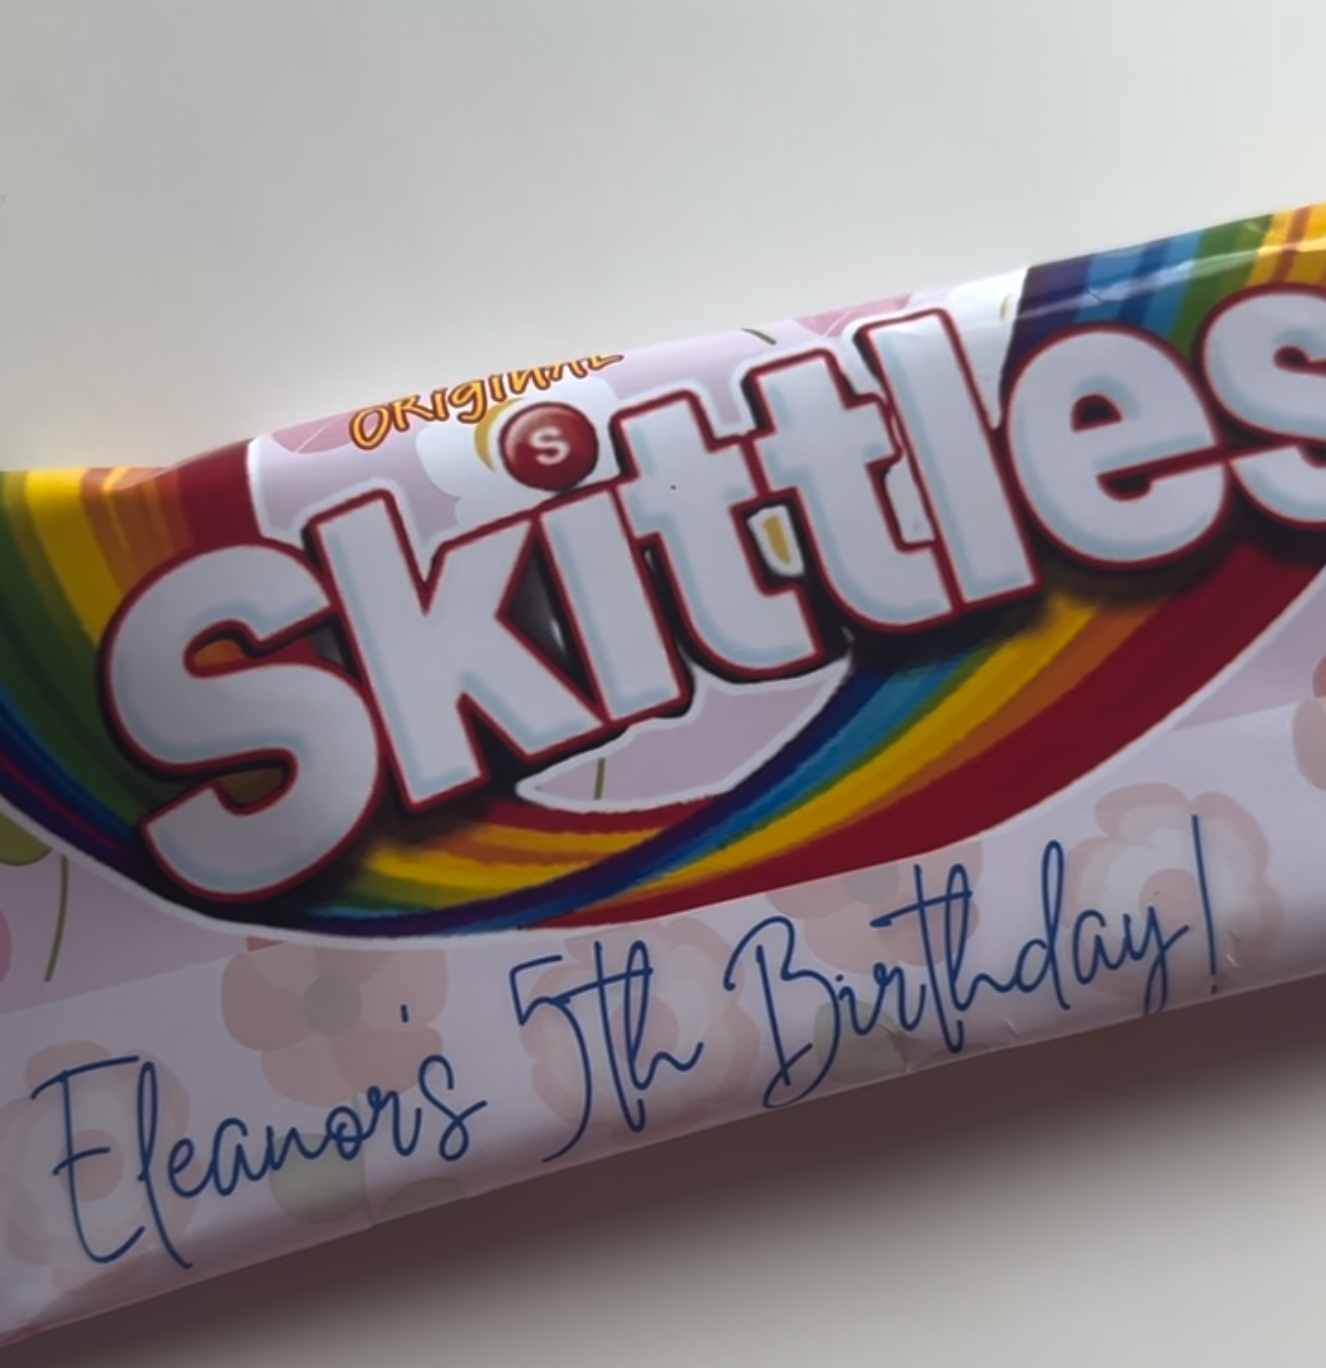 ORIGINAL
S
Skittles
Eleanor's 5th Birthday!